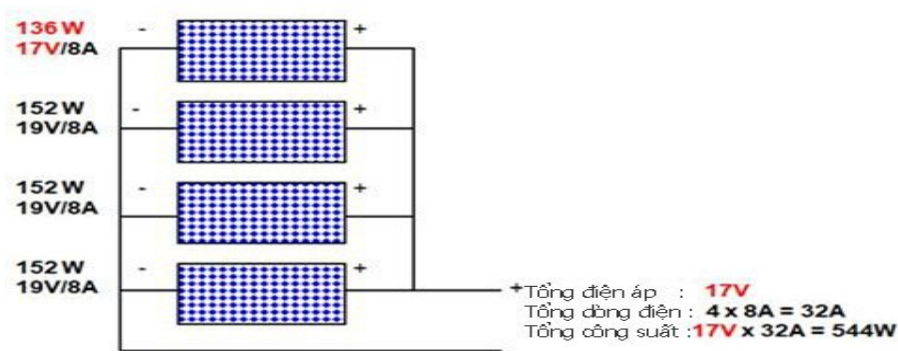 136W - +
17V/8A
152W - +
19V/8A
152W - +
19V/8A
152W - +
19V/8A
+Tổng điện áp : 17V
Tổng dòng điện : 4 x 8A = 32A
Tổng công suất :17V x 32A = 544W